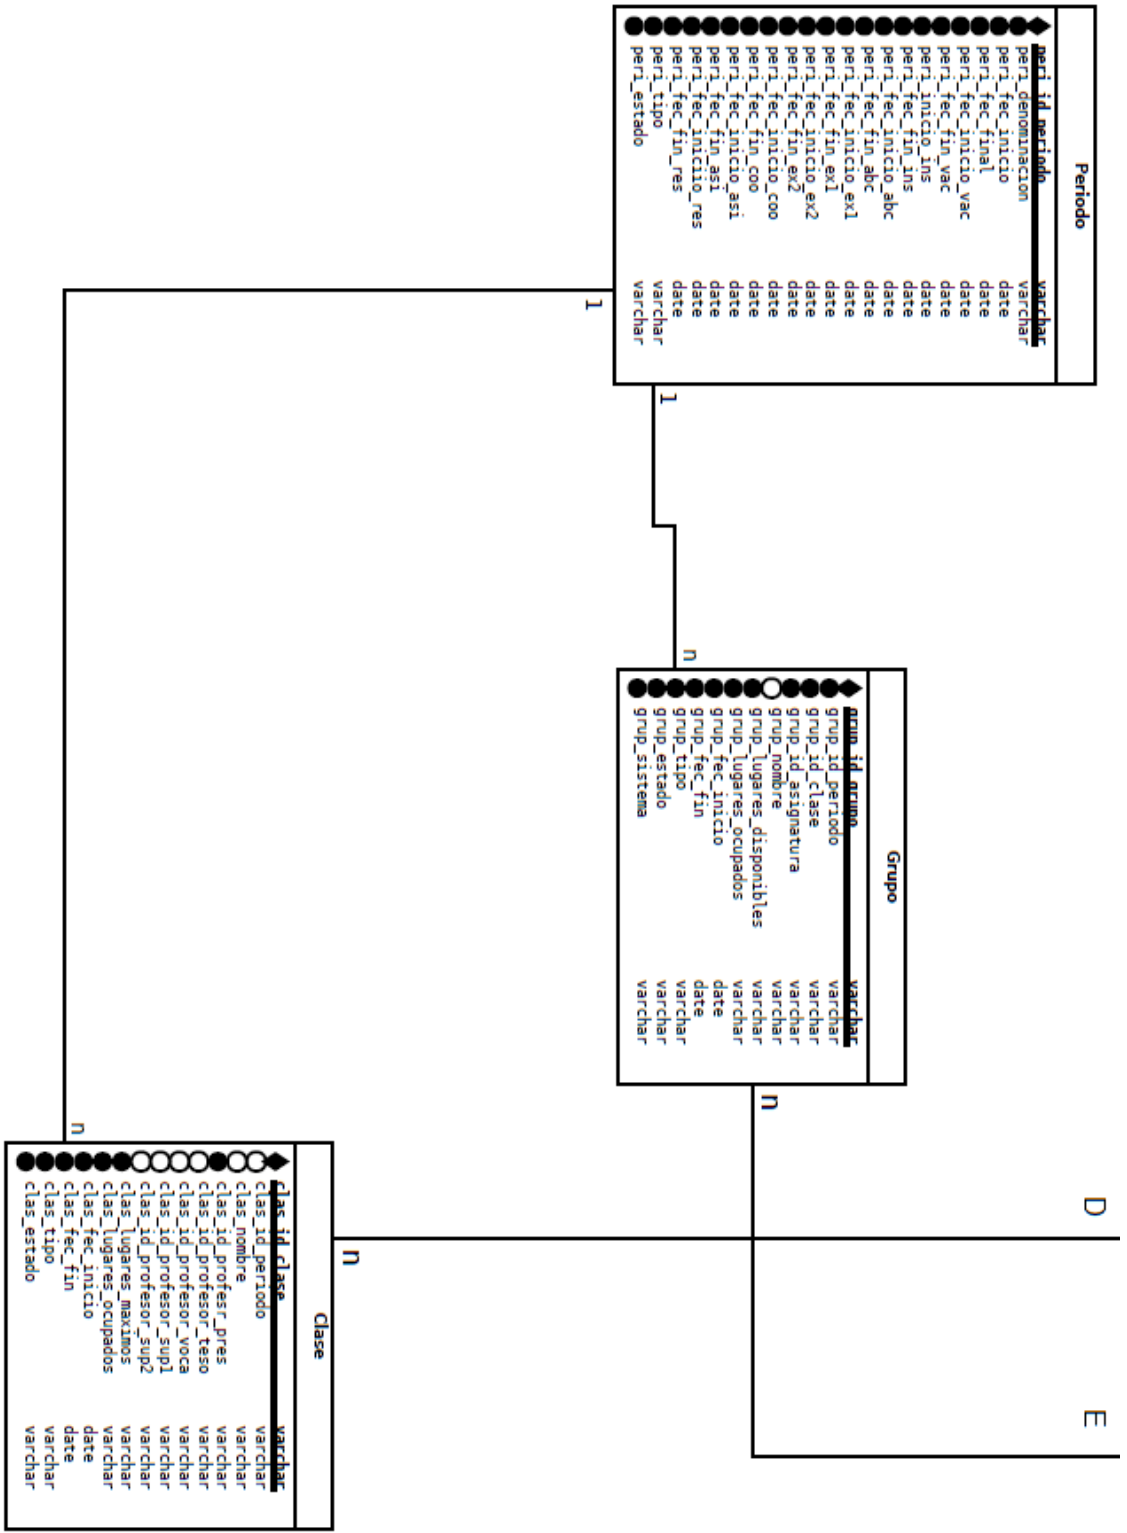 Periodo
peri_id_periodo varchar
peri_denominacion varchar
peri_fec_inicio date
peri_fec_final date
peri_fec_inicio_vac date
peri_fec_fin_vac date
peri_inicio_ins date
peri_fec_fin_ins date
peri_fec_inicio_abc date
peri_fec_fin_abc date
peri_fec_inicio_ex1 date
peri_fec_fin_ex1 date
peri_fec_inicio_ex2 date
peri_fec_fin_ex2 date
peri_fec_inicio_coo date
peri_fec_fin_coo date
peri_fec_inicio_asi date
peri_fec_fin_asi date
peri_fec_iniciio_res date
peri_fec_fin_res date
peri_tipo varchar
peri_estado varchar
1
1
n
Grupo
grup_id_grupo varchar
grup_id_periodo varchar
grup_id_clase varchar
grup_id_asignatura varchar
grup_nombre varchar
grup_lugares_disponibles varchar
grup_lugares_ocupados varchar
grup_fec_inicio date
grup_fec_fin date
grup_tipo varchar
grup_estado varchar
grup_sistema varchar
n
D
E
n
n
Clase
clas_id_clase varchar
clas_id_periodo varchar
clas_nombre varchar
clas_id_profesr_pres varchar
clas_id_profesor_teso varchar
clas_id_profesor_voca varchar
clas_id_profesor_sup1 varchar
clas_id_profesor_sup2 varchar
clas_lugares_maximos varchar
clas_lugares_ocupados varchar
clas_fec_inicio date
clas_fec_fin date
clas_tipo varchar
clas_estado varchar